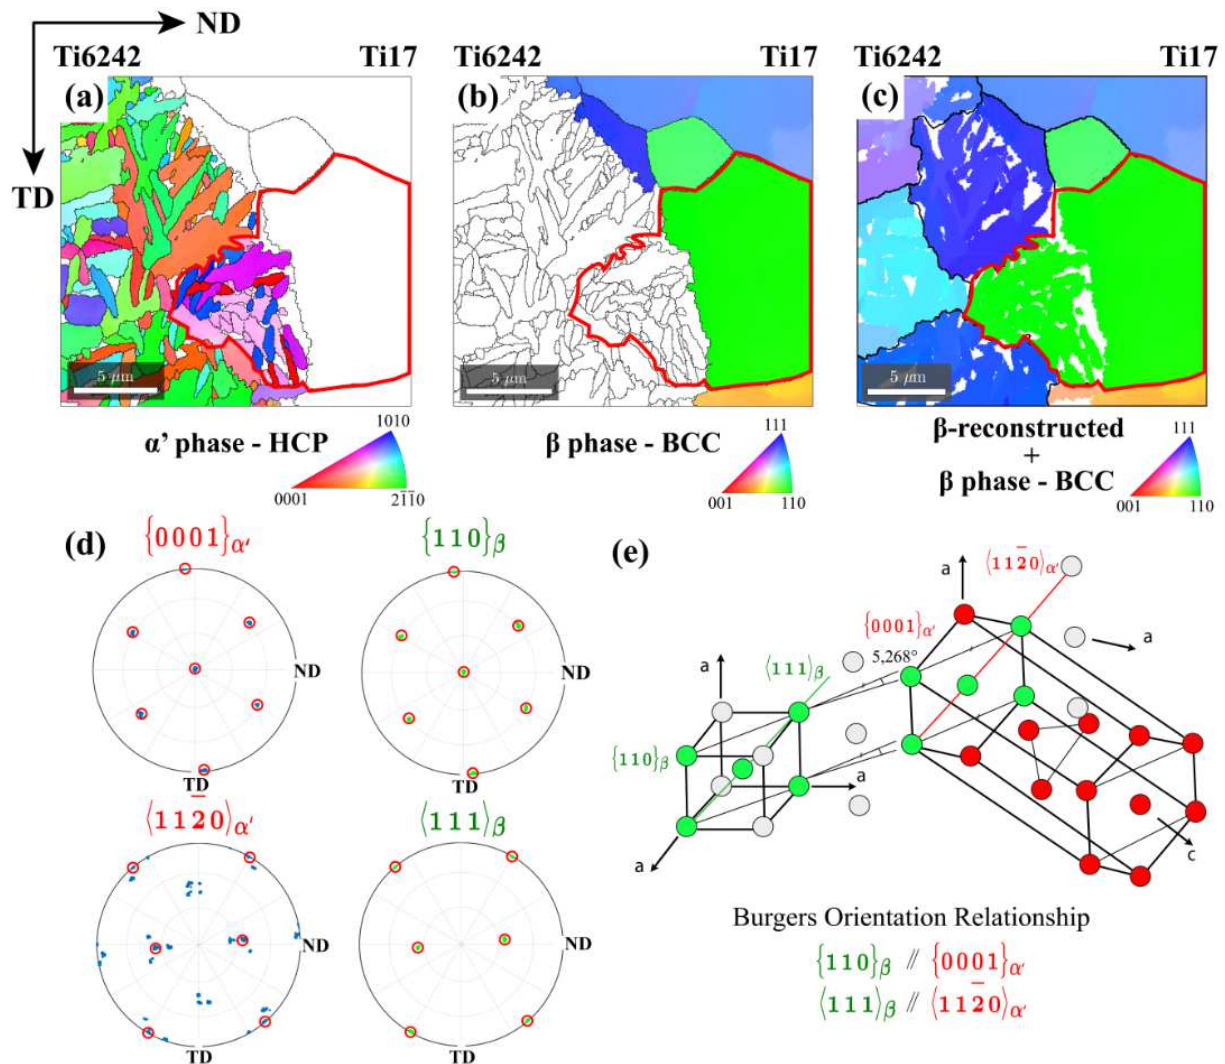 ND
TD
Ti6242 Ti17
(a)
5 μm
α' phase - HCP
1010
0001
2110
Ti6242 Ti17
(b)
5 μm
β phase - BCC
111
001
110
Ti6242 Ti17
(c)
5 μm
β-reconstructed
+
β phase - BCC
111
001
110
(d)
{0001}α'
ND
TD
{110}β
ND
TD
⟨112̅0⟩α'
ND
TD
⟨111⟩β
ND
TD
(e)
a
⟨112̅0⟩α'
{0001}α'
5,268°
a
a
⟨111⟩β
{110}β
a
a
c
Burgers Orientation Relationship
{110}β // {0001}α'
⟨111⟩β // ⟨112̅0⟩α'